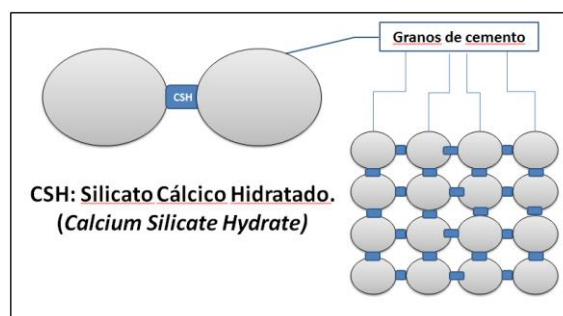 Granos de cemento
CSH
CSH: Silicato Cálcico Hidratado.
(Calcium Silicate Hydrate)